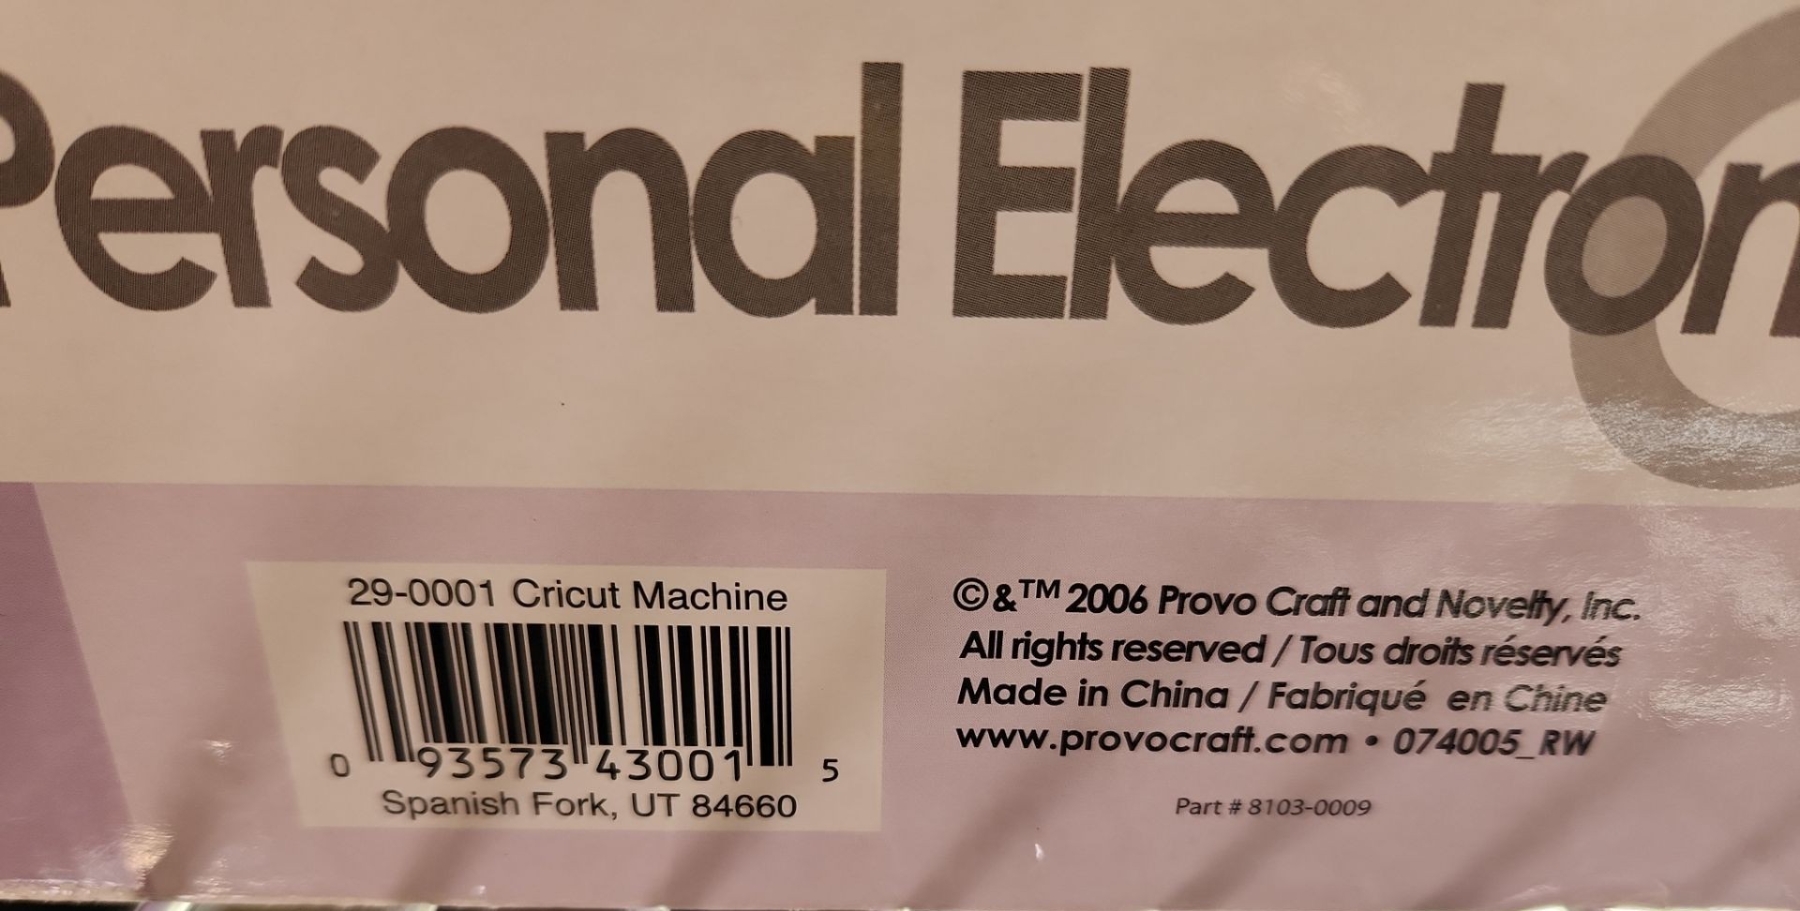 Personal Electron
29-0001 Cricut Machine
0 93573 43001 5
Spanish Fork, UT 84660
©&™ 2006 Provo Craft and Novelty, Inc.
All rights reserved / Tous droits réservés
Made in China / Fabriqué en Chine
www.provocraft.com • 074005_RW
Part # 8103-0009